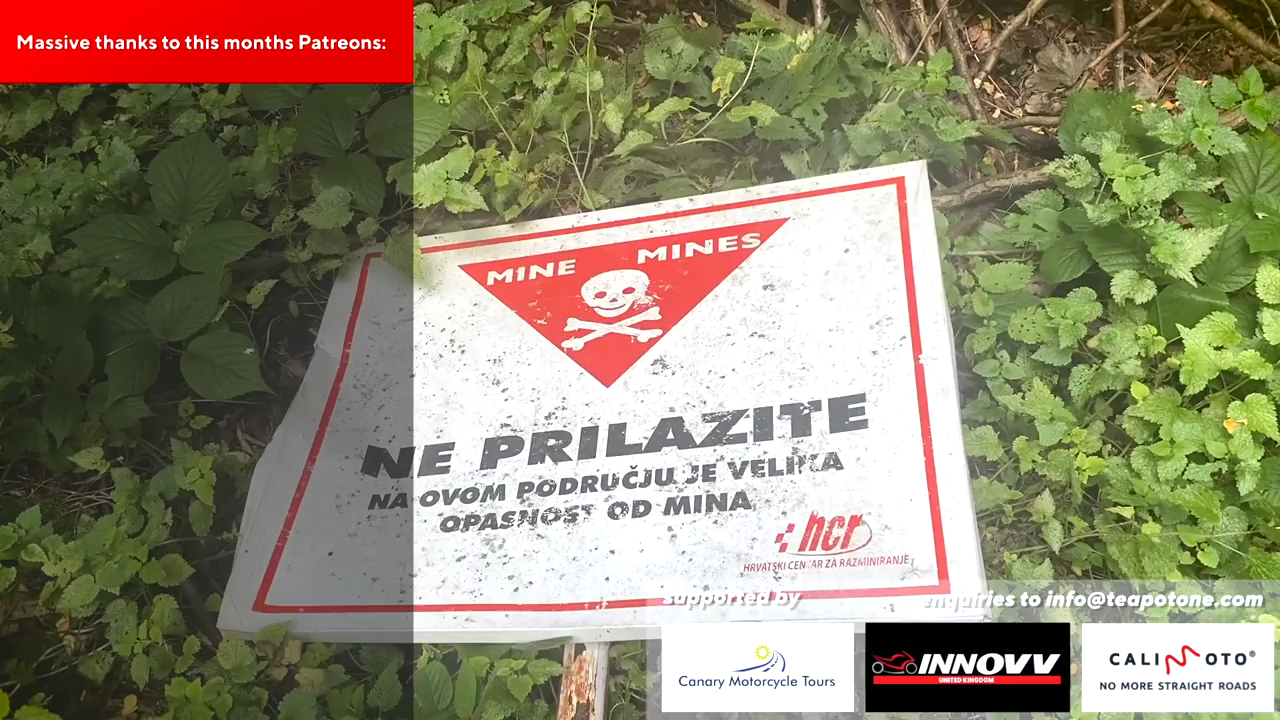 Massive thanks to this months Patreons:
MINE MINES
NE PRILAZITE
NA OVOM PODRUČJU JE VELIKA
OPASNOST OD MINA
hcr
HRVATSKI CENTAR ZA RAZMINIRANJE
Supported by
enquiries to info@teapotone.com
Canary Motorcycle Tours
INNOVV
UNITED KINGDOM
CALIMOTO®
NO MORE STRAIGHT ROADS